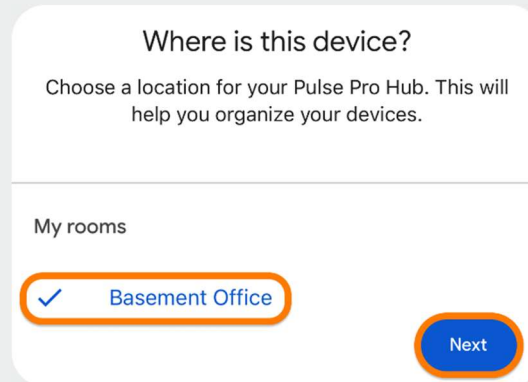 Where is this device?
Choose a location for your Pulse Pro Hub. This will
help you organize your devices.
My rooms
Basement Office
Next